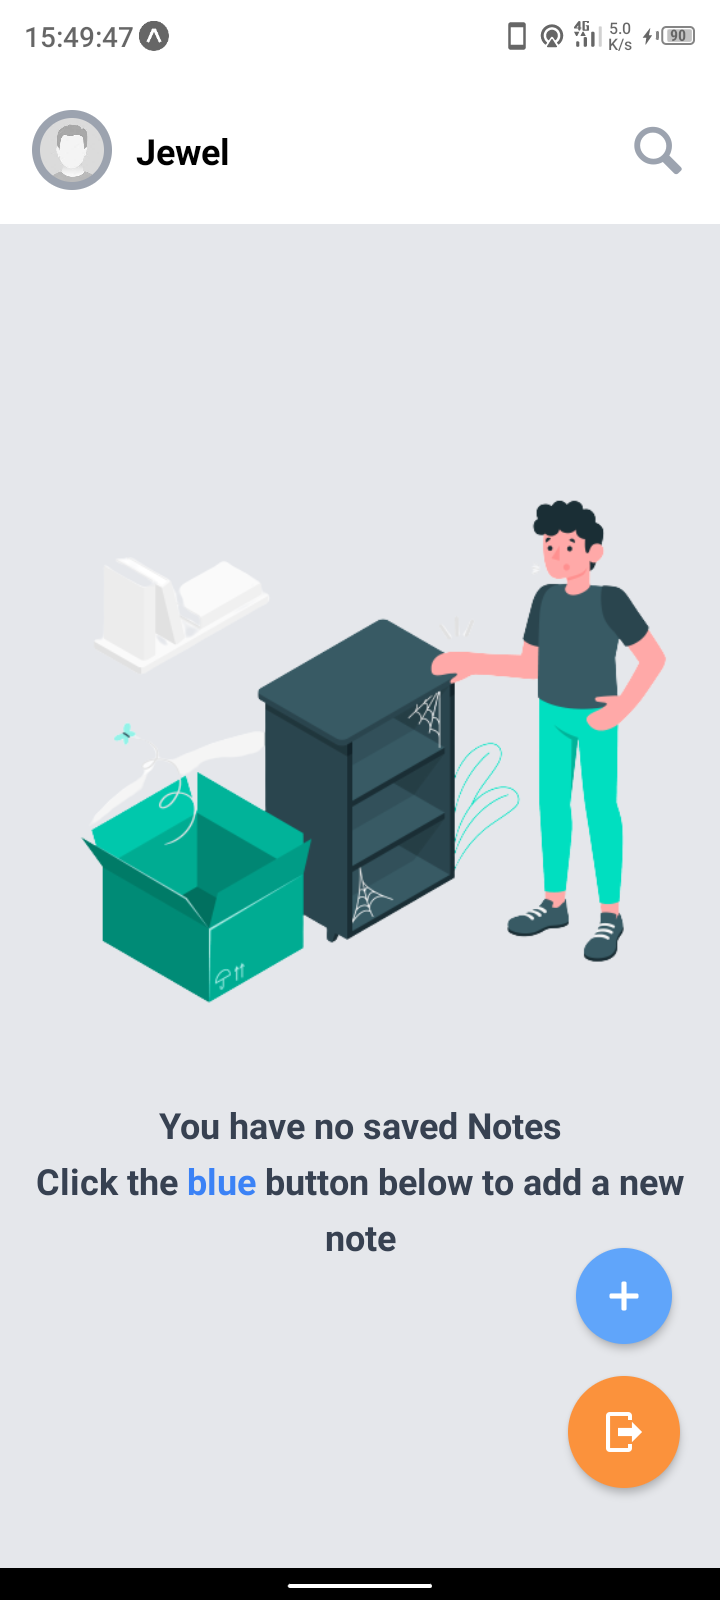 15:49:47
4G 5.0 K/s 90
Jewel
You have no saved Notes
Click the blue button below to add a new
note